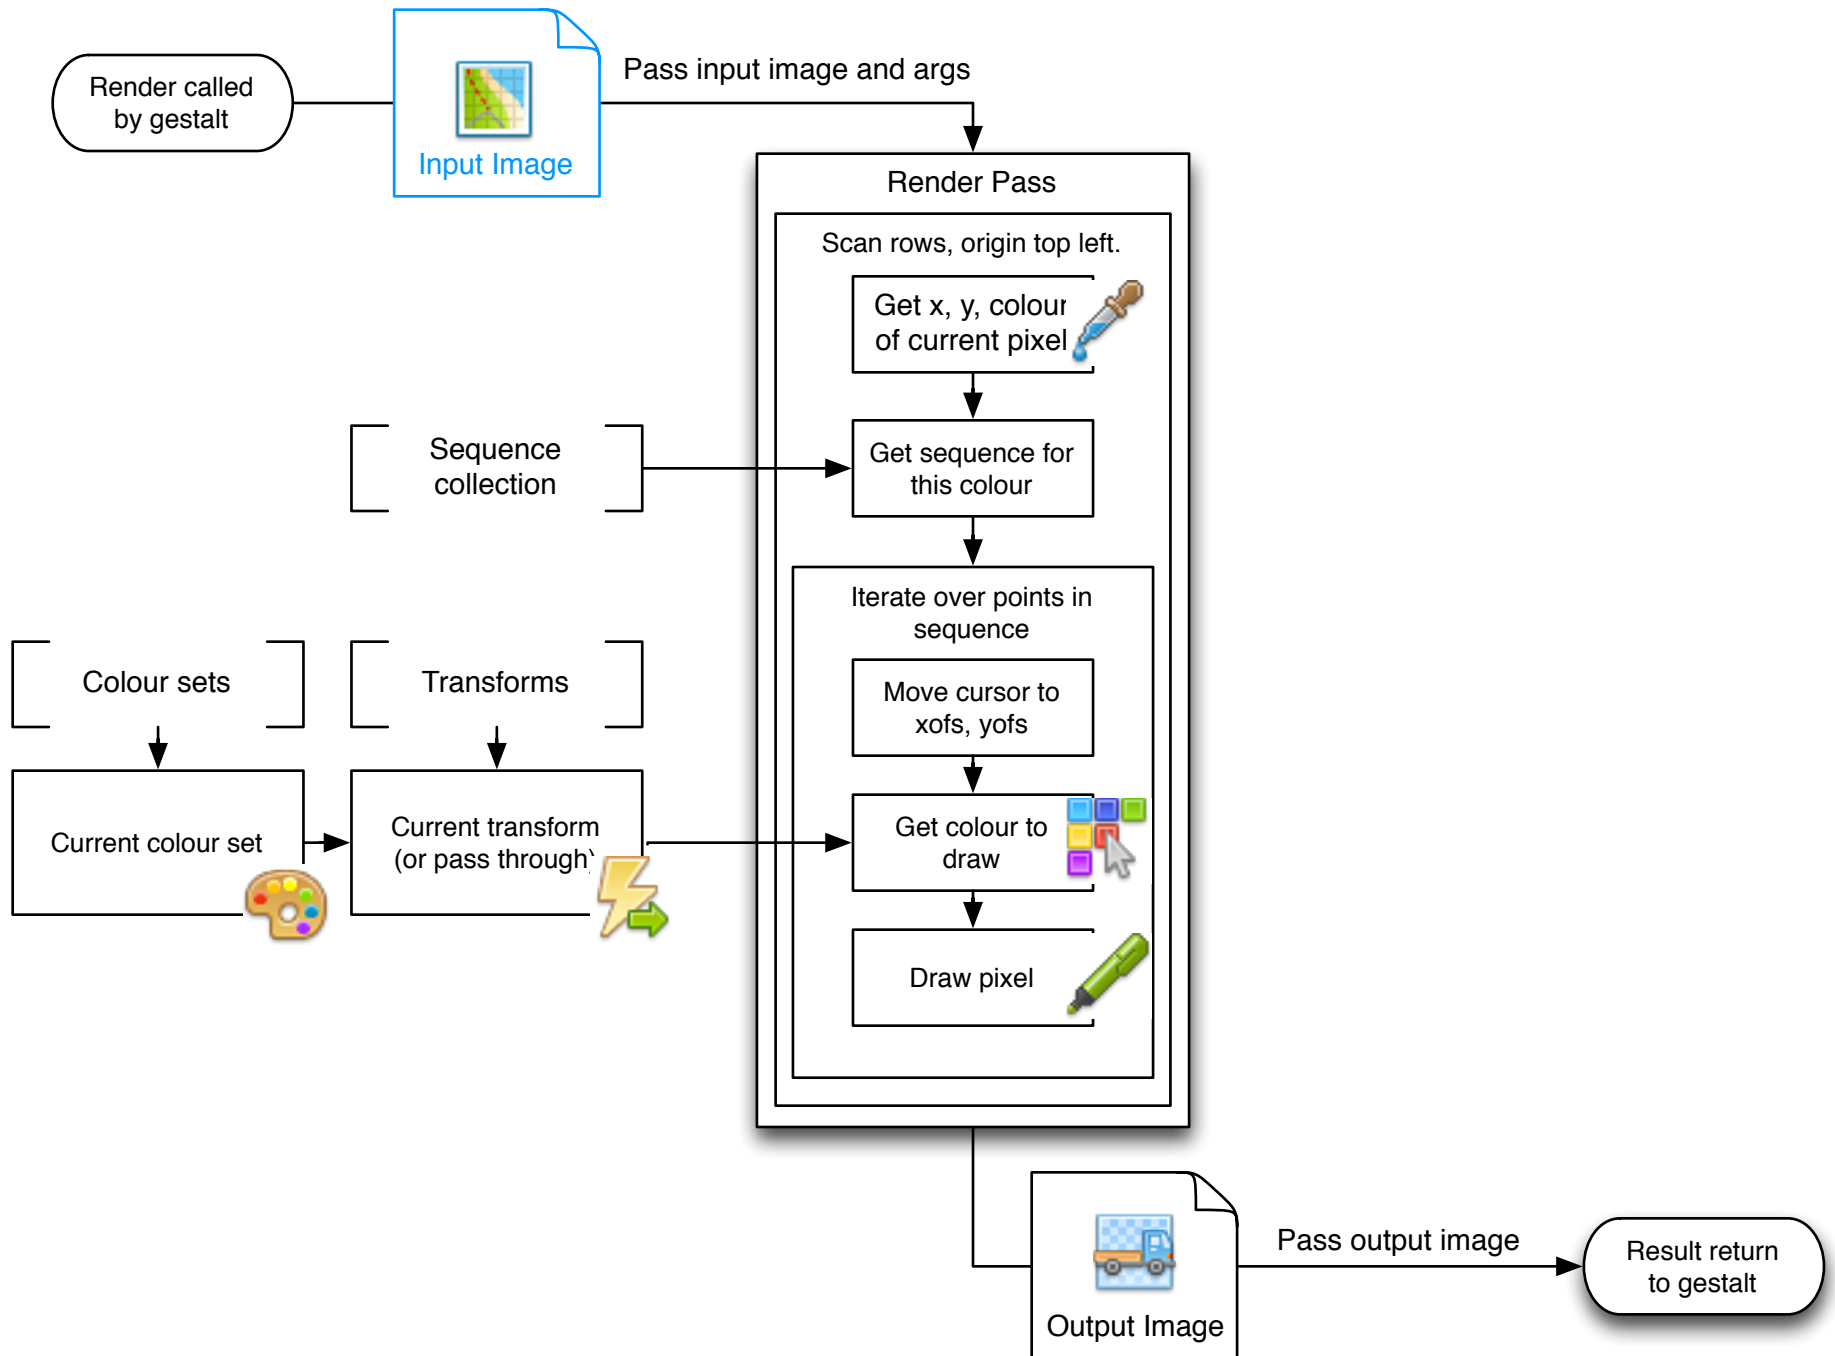 Render called
by gestalt
Input Image
Pass input image and args
Render Pass
Scan rows, origin top left.
Get x, y, colour
of current pixel
Sequence
collection
Get sequence for
this colour
Iterate over points in
sequence
Colour sets
Transforms
Move cursor to
xofs, yofs
Current colour set
Current transform
(or pass through)
Get colour to
draw
Draw pixel
Pass output image
Result return
to gestalt
Output Image